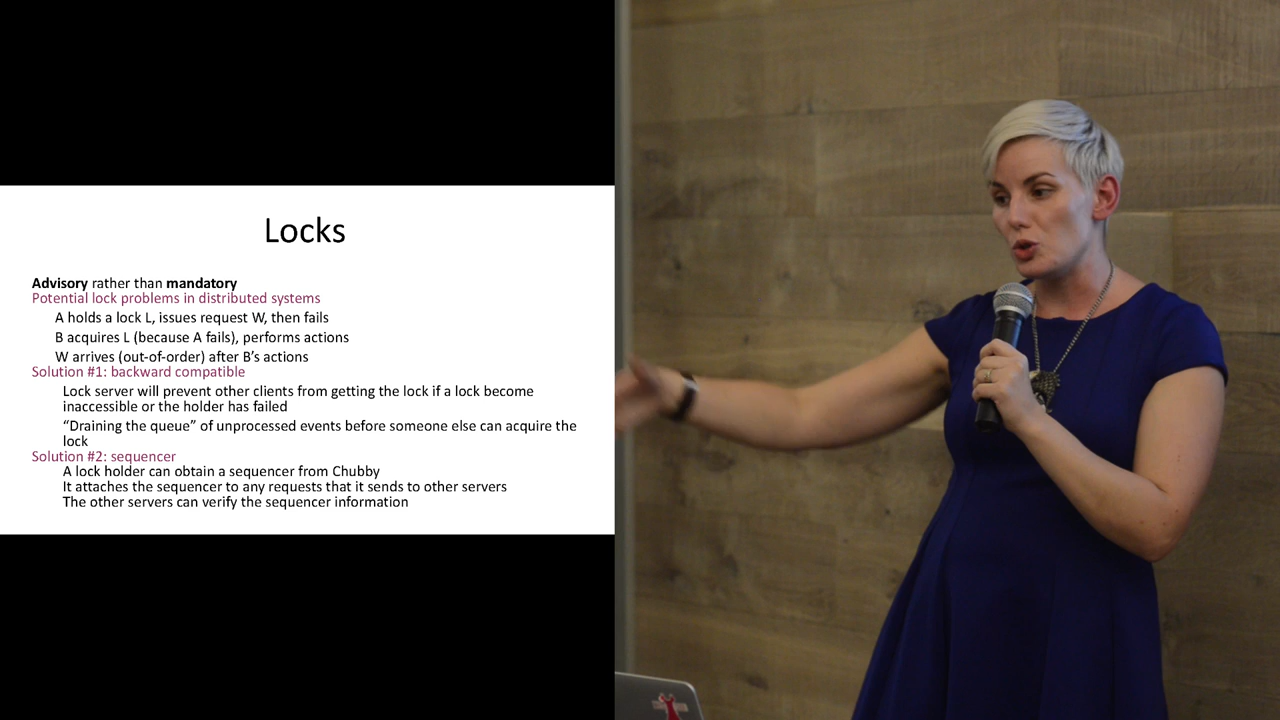 Locks
Advisory rather than mandatory
Potential lock problems in distributed systems
A holds a lock L, issues request W, then fails
B acquires L (because A fails), performs actions
W arrives (out-of-order) after B's actions
Solution #1: backward compatible
Lock server will prevent other clients from getting the lock if a lock become
inaccessible or the holder has failed
“Draining the queue” of unprocessed events before someone else can acquire the
lock
Solution #2: sequencer
A lock holder can obtain a sequencer from Chubby
It attaches the sequencer to any requests that it sends to other servers
The other servers can verify the sequencer information